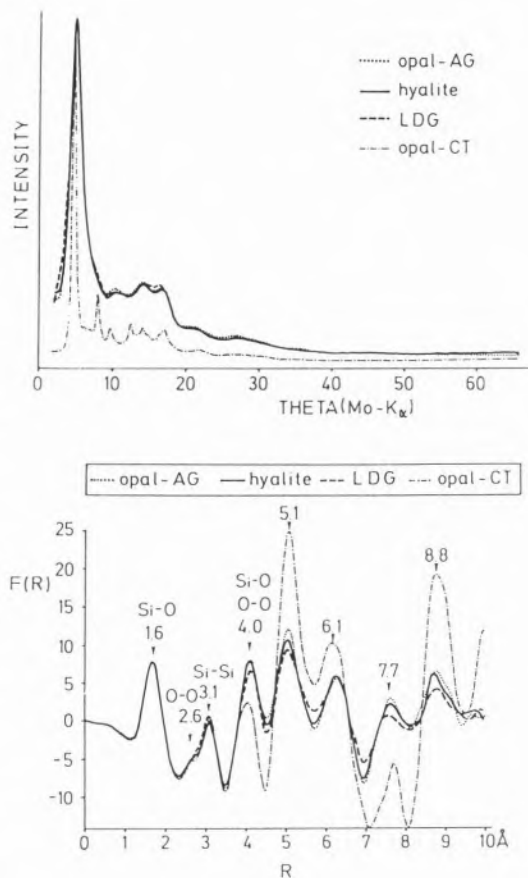 opal-AG
hyalite
LDG
opal-CT
INTENSITY
0 10 20 30 40 50 60
THETA(Mo-Kα)
opal-AG hyalite LDG opal-CT
25
20
15
10
5
0
-5
-10
F(R)
Si-O
1.6
O-O
2.6
Si-Si
3.1
Si-O
O-O
4.0
5.1
6.1
7.7
8.8
0 1 2 3 4 5 6 7 8 9 10 Å
R